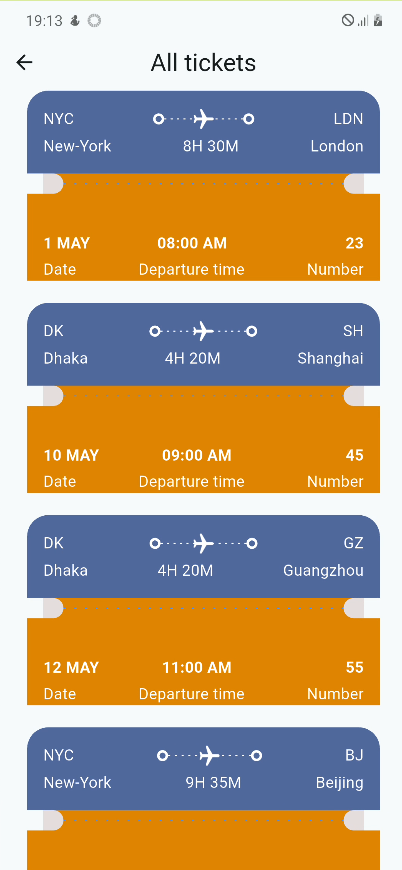 19:13
All tickets
NYC LDN
New-York 8H 30M London
1 MAY 08:00 AM 23
Date Departure time Number
DK SH
Dhaka 4H 20M Shanghai
10 MAY 09:00 AM 45
Date Departure time Number
DK GZ
Dhaka 4H 20M Guangzhou
12 MAY 11:00 AM 55
Date Departure time Number
NYC BJ
New-York 9H 35M Beijing